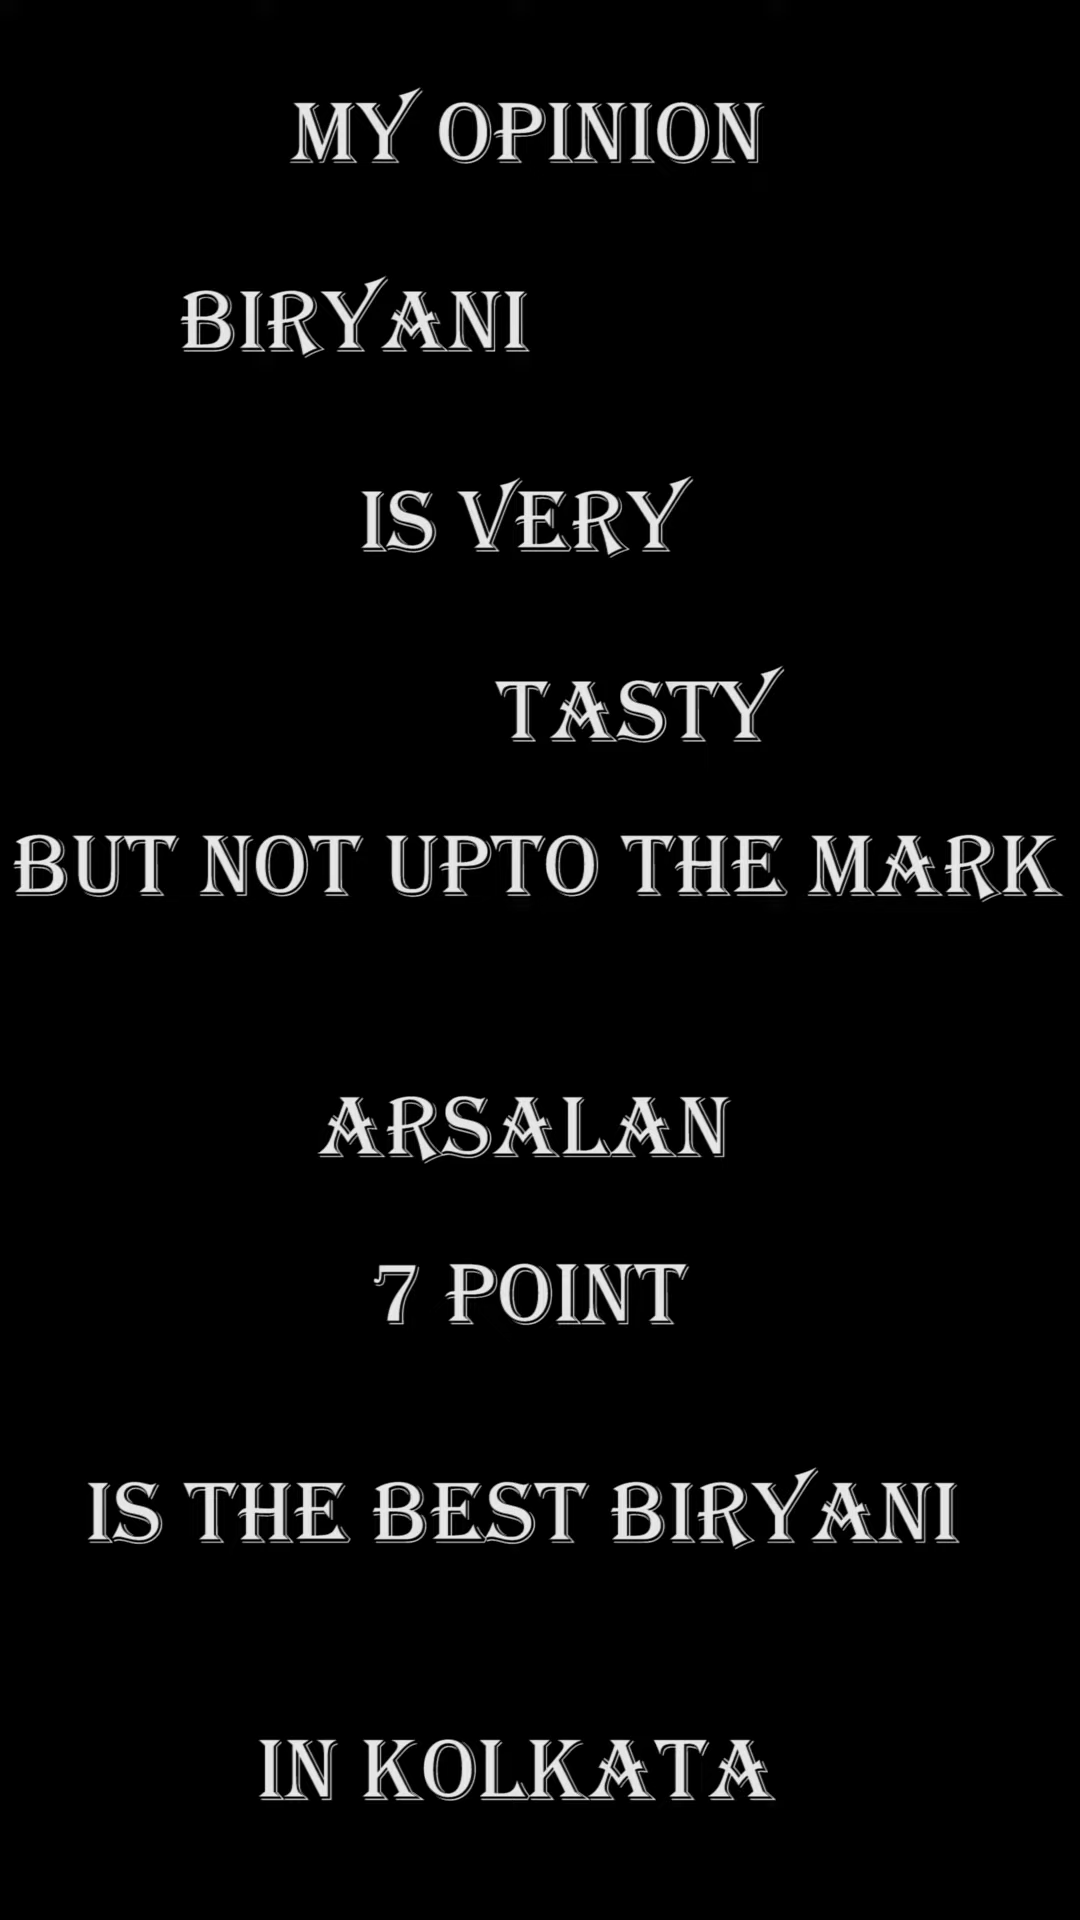 MY OPINION
BIRYANI
IS VERY
TASTY
BUT NOT UPTO THE MARK
ARSALAN
7 POINT
IS THE BEST BIRYANI
IN KOLKATA